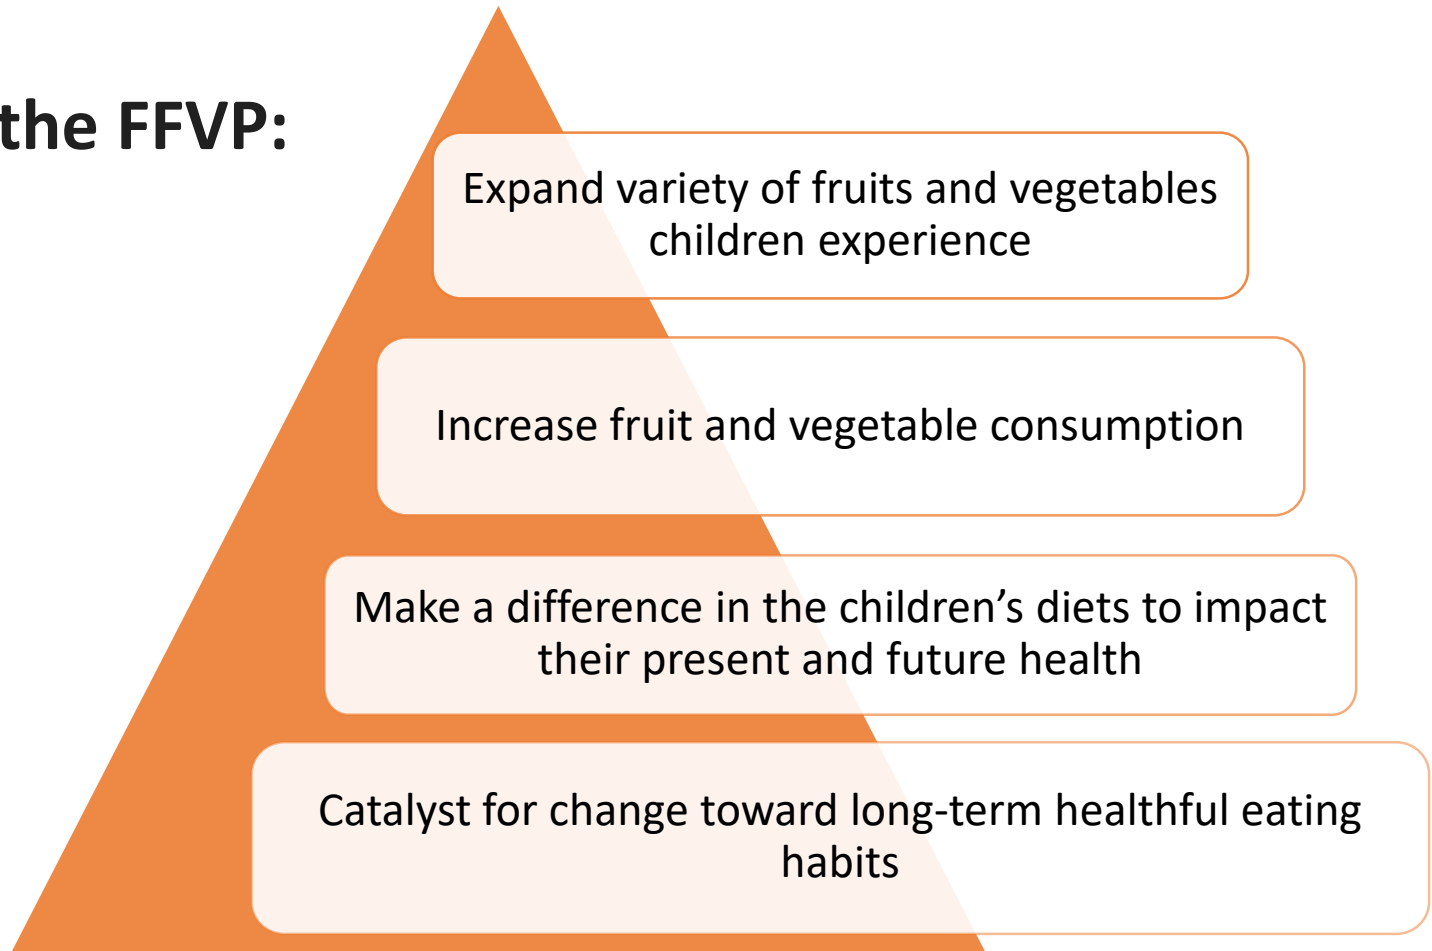 the FFVP:
Expand variety of fruits and vegetables
children experience
Increase fruit and vegetable consumption
Make a difference in the children’s diets to impact
their present and future health
Catalyst for change toward long-term healthful eating
habits